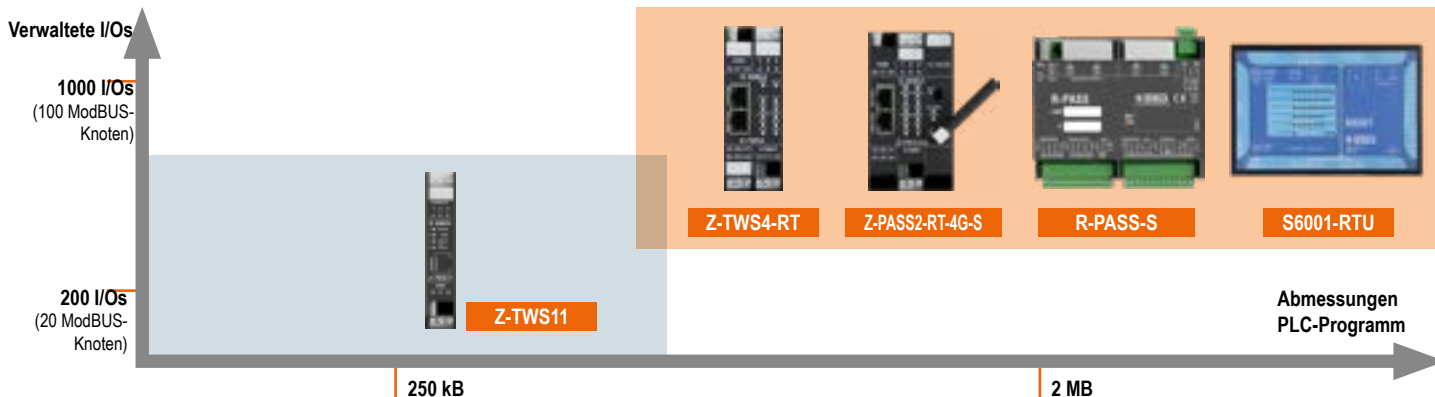 Verwaltete I/Os
1000 I/Os
(100 ModBUS-
Knoten)
200 I/Os
(20 ModBUS-
Knoten)
Z-TWS11
Z-TWS4-RT
Z-PASS2-RT-4G-S
R-PASS
R-PASS-S
S6001-RTU
Abmessungen
PLC-Programm
250 kB
2 MB